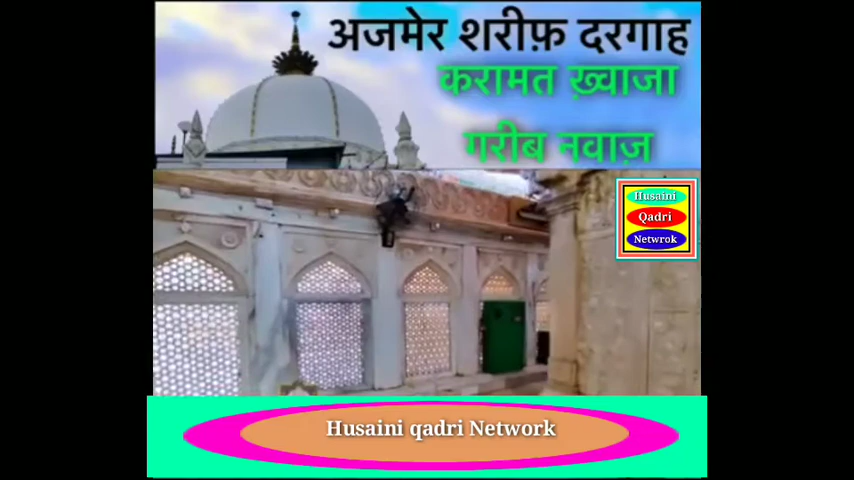 अजमेर शरीफ़ दरगाह
करामत ख़्वाजा
गरीब नवाज़
Husaini
Qadri
Netwrok
Husaini qadri Network